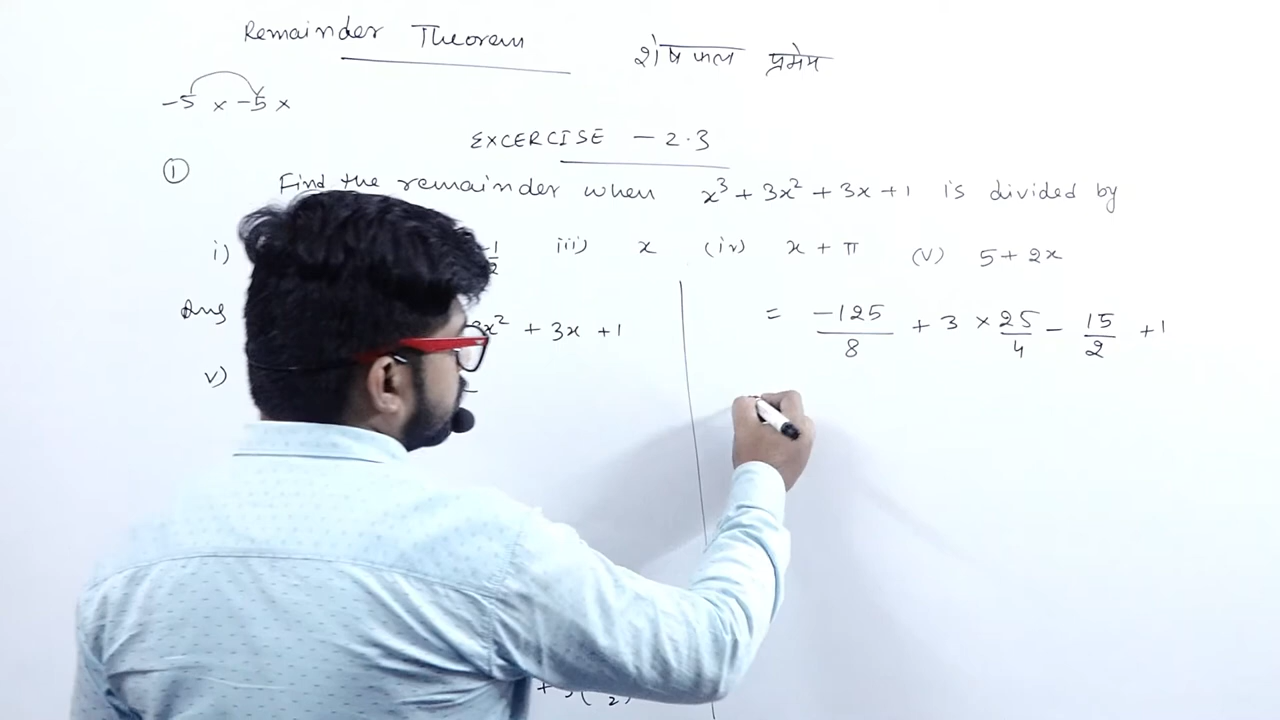 Remainder Theorem शेषफल प्रमेय
-5 x -5 x
EXCERCISE - 2.3
① Find the remainder when x³ + 3x² + 3x + 1 is divided by
i) 1/2 iii) x (iv) x + π (v) 5 + 2x
Ans x² + 3x + 1
v)
= -125/8 + 3 × 25/4 - 15/2 + 1